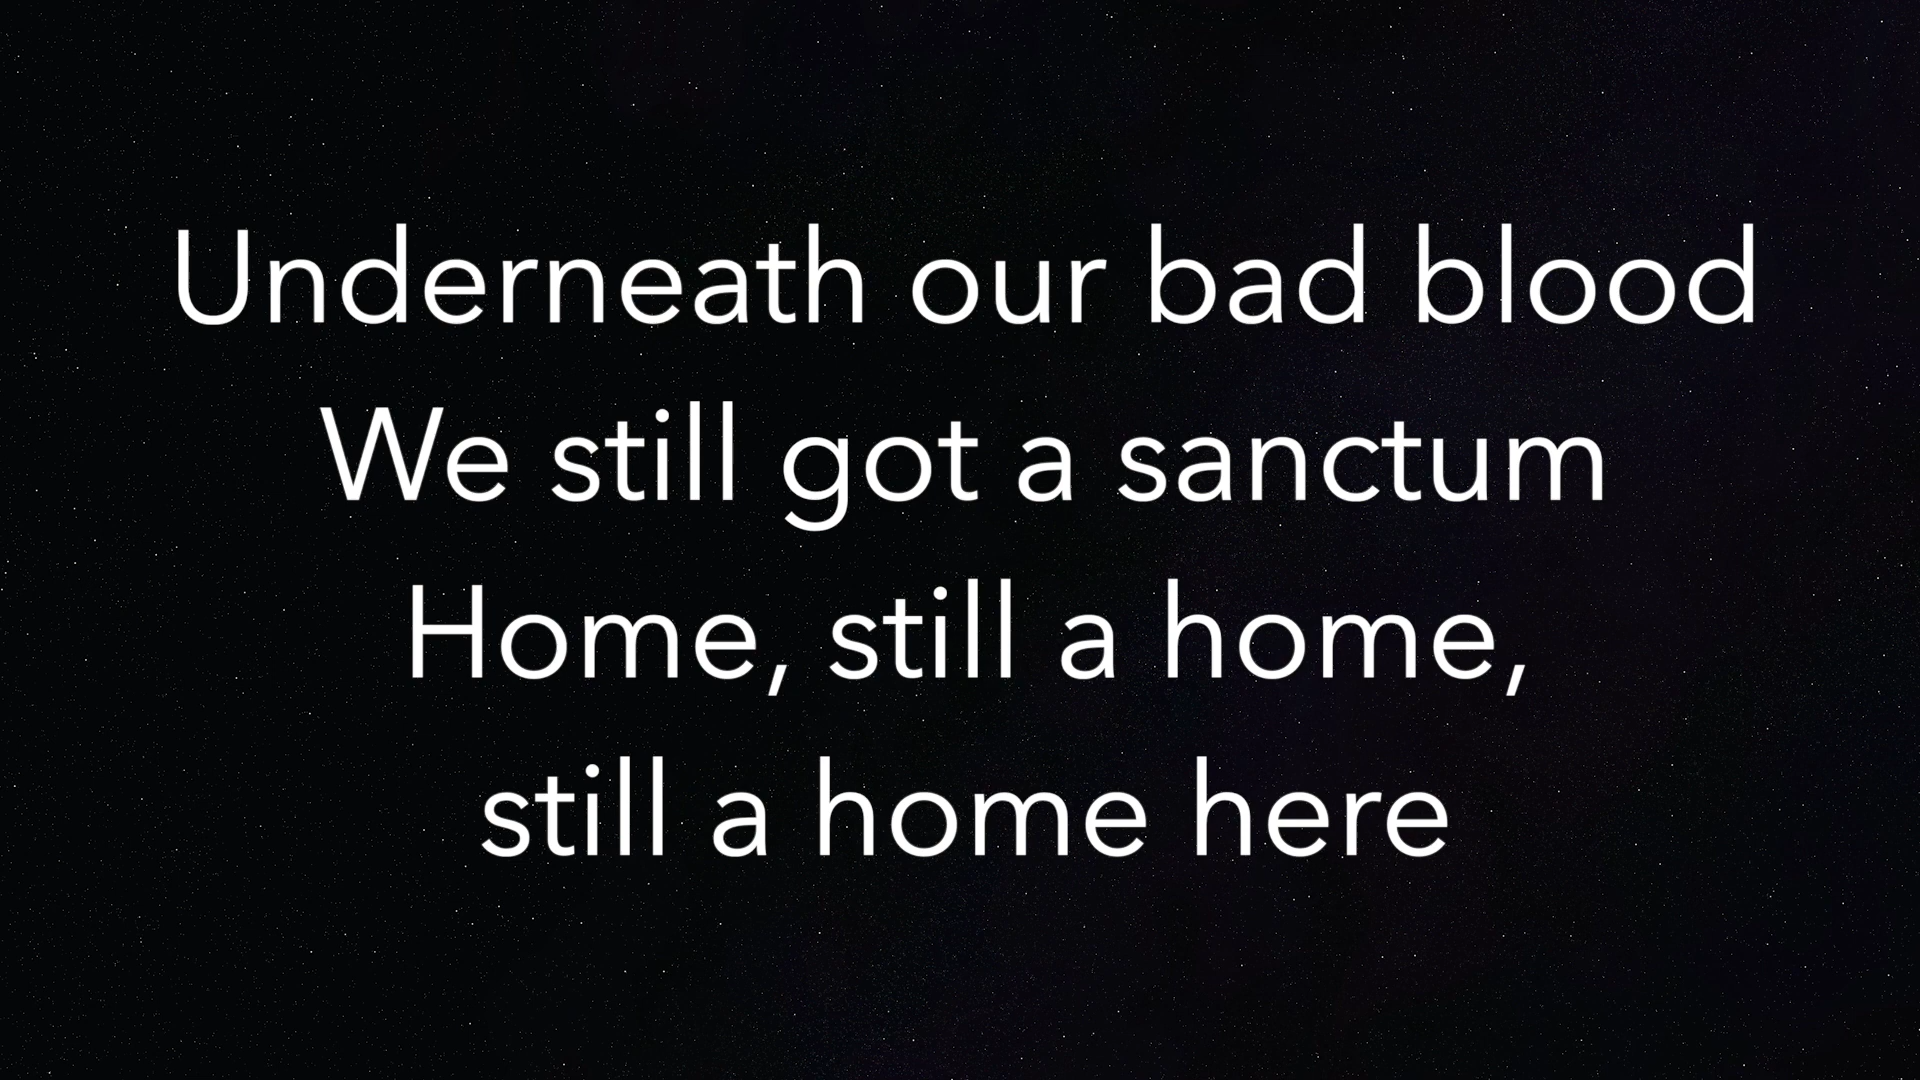 Underneath our bad blood
We still got a sanctum
Home, still a home,
still a home here